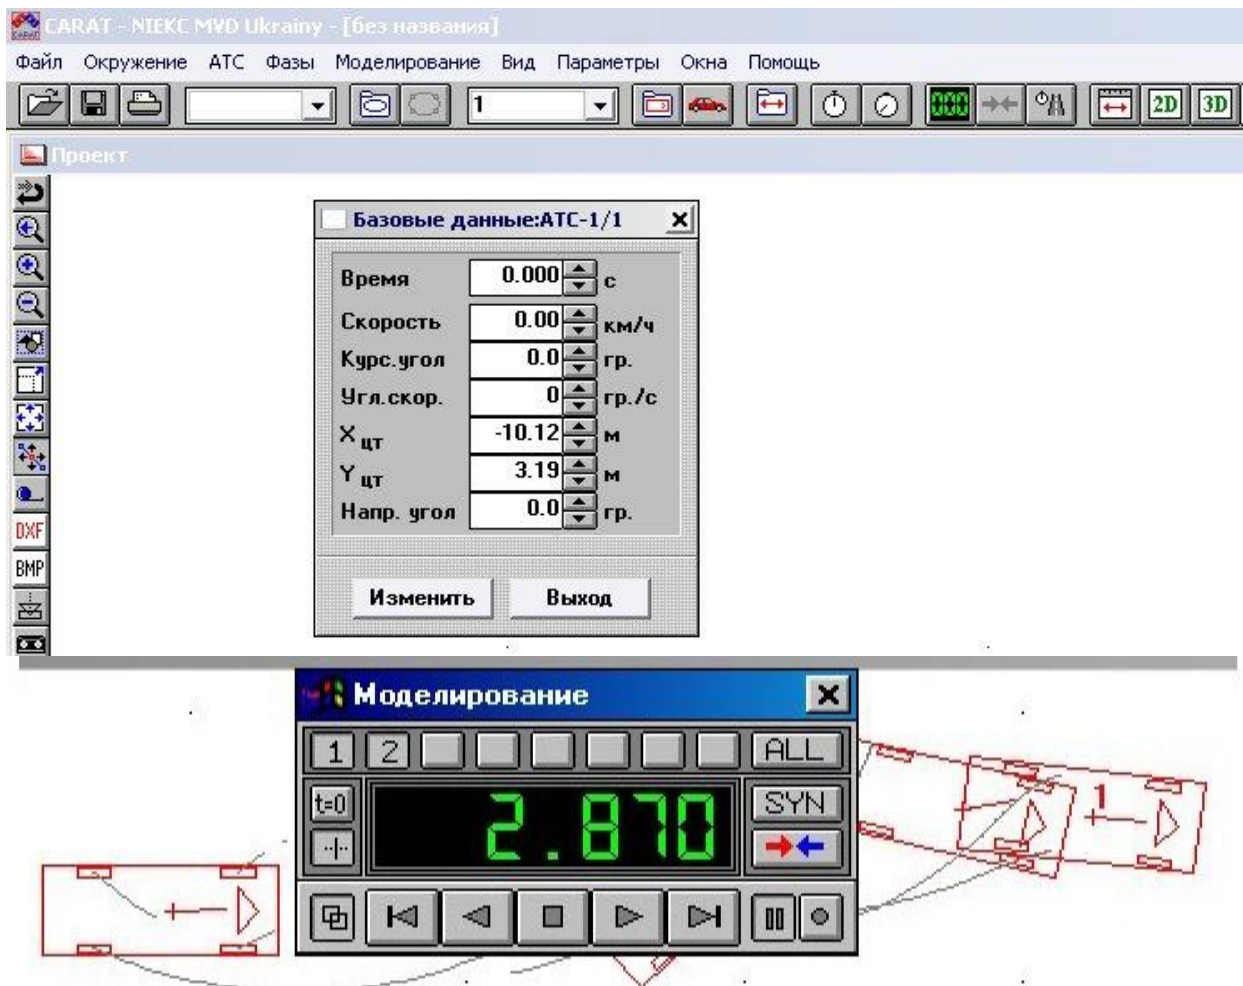 CARAT - NIEKC MVD Ukrainy - [без названия]
Файл Окружение АТС Фазы Моделирование Вид Параметры Окна Помощь
1 2D 3D
Проект
Базовые данные:АТС-1/1
Время 0.000 с
Скорость 0.00 км/ч
Курс.угол 0.0 гр.
Угл.скор. 0 гр./с
X цт -10.12 м
Y цт 3.19 м
Напр. угол 0.0 гр.
DXF
BMP
Изменить Выход
Моделирование
1 2 ALL
t=0 2.870 SYN
1